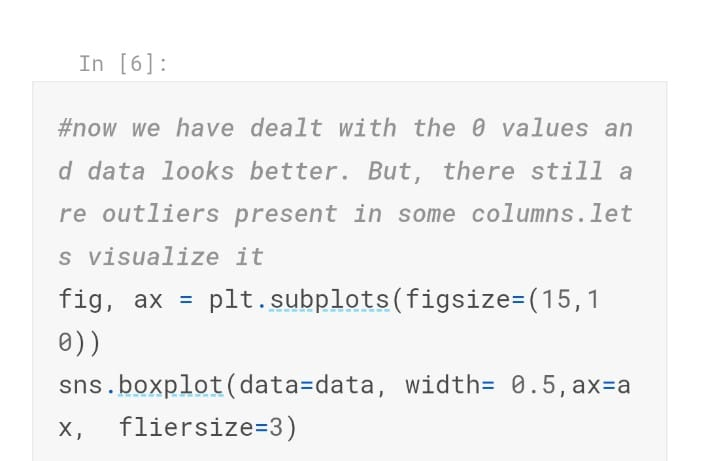 In [6]:
#now we have dealt with the 0 values an
d data looks better. But, there still a
re outliers present in some columns.let
s visualize it
fig, ax = plt.subplots(figsize=(15,1
0))
sns.boxplot(data=data, width= 0.5,ax=a
x,  fliersize=3)